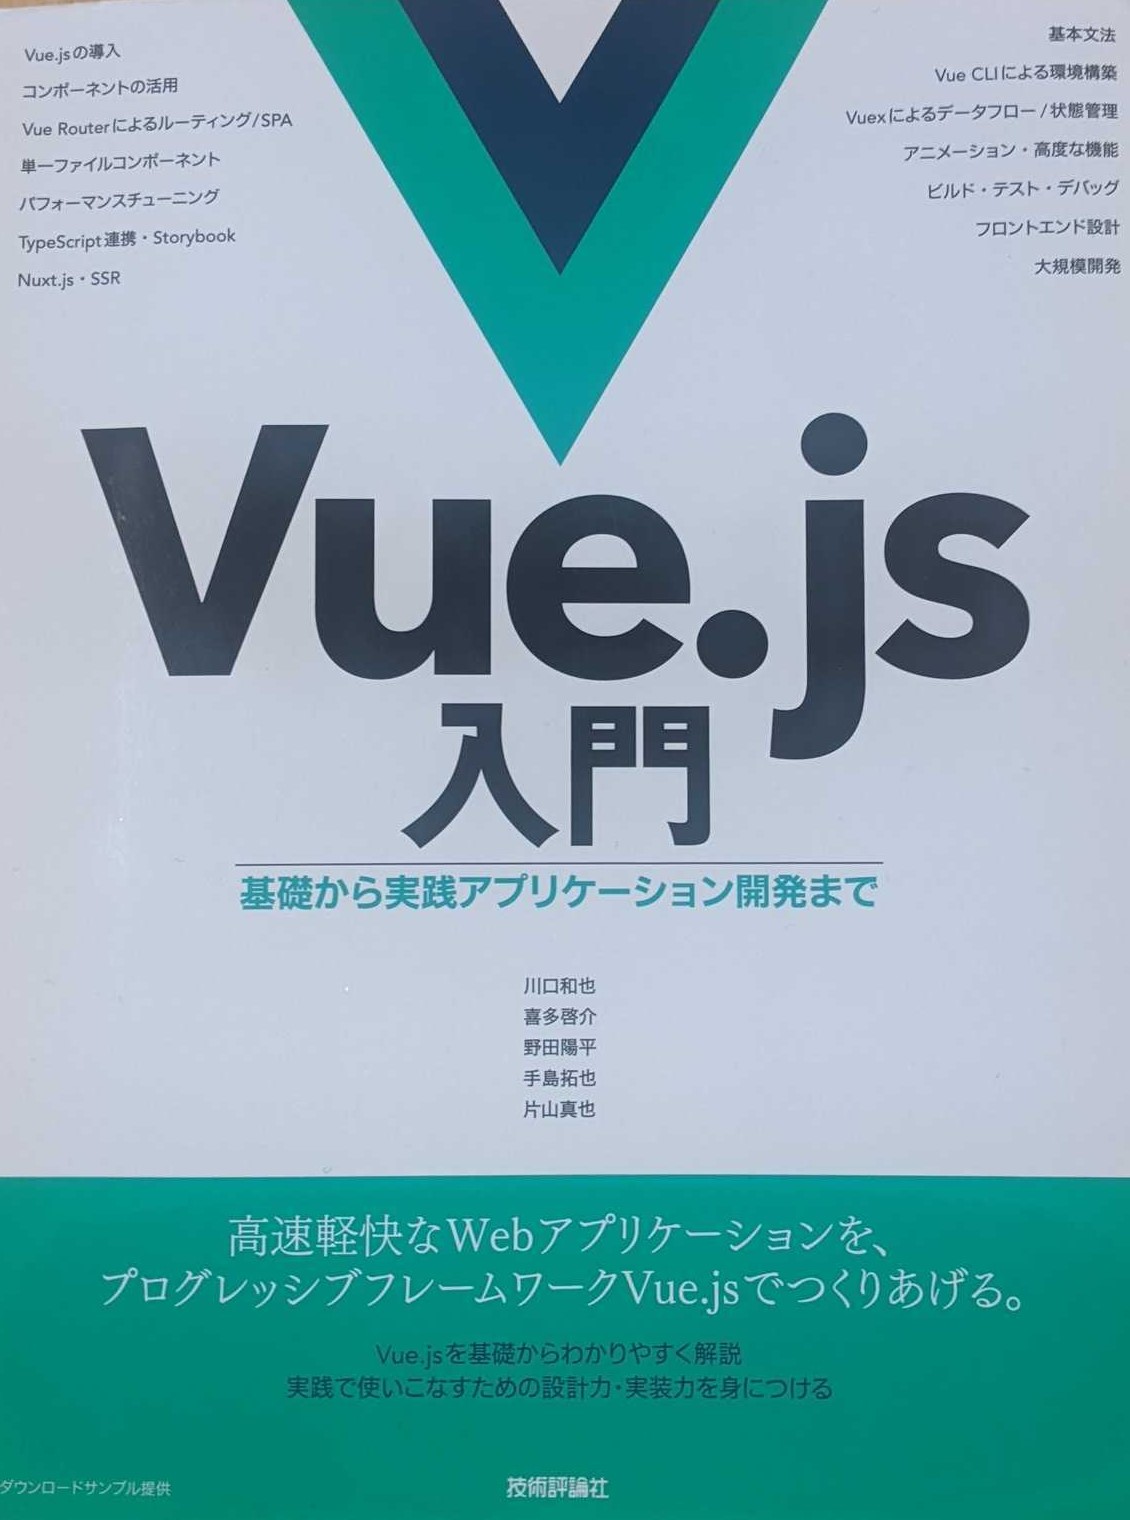 Vue.jsの導入
コンポーネントの活用
Vue Routerによるルーティング/SPA
単一ファイルコンポーネント
パフォーマンスチューニング
TypeScript連携・Storybook
Nuxt.js・SSR
基本文法
Vue CLIによる環境構築
Vuexによるデータフロー/状態管理
アニメーション・高度な機能
ビルド・テスト・デバッグ
フロントエンド設計
大規模開発
Vue.js
入門
基礎から実践アプリケーション開発まで
川口和也
喜多啓介
野田陽平
手島拓也
片山真也
高速軽快なWebアプリケーションを、
プログレッシブフレームワークVue.jsでつくりあげる。
Vue.jsを基礎からわかりやすく解説
実践で使いこなすための設計力・実装力を身につける
ダウンロードサンプル提供
技術評論社